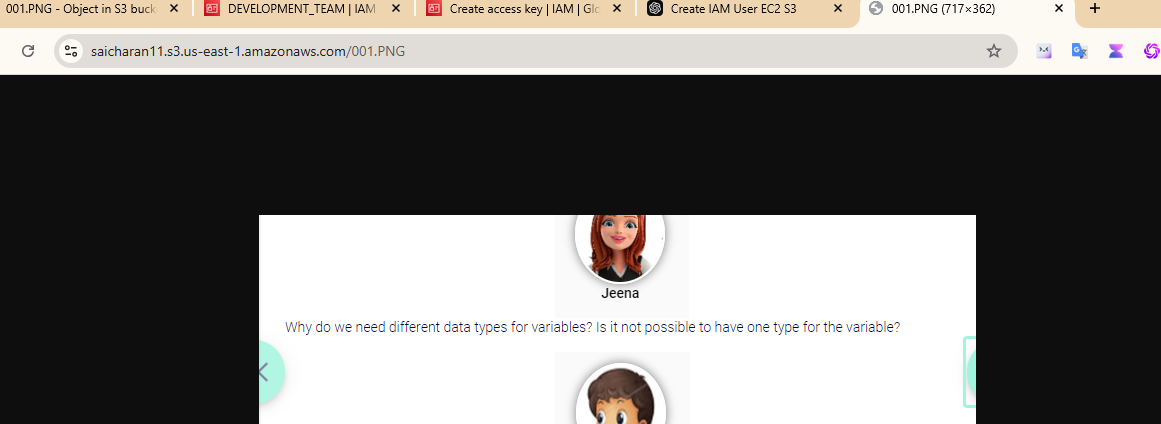 001.PNG - Object in S3 buck
DEVELOPMENT_TEAM | IAM
Create access key | IAM | Glo
Create IAM User EC2 S3
001.PNG (717×362)
saicharan11.s3.us-east-1.amazonaws.com/001.PNG
Jeena
Why do we need different data types for variables? Is it not possible to have one type for the variable?